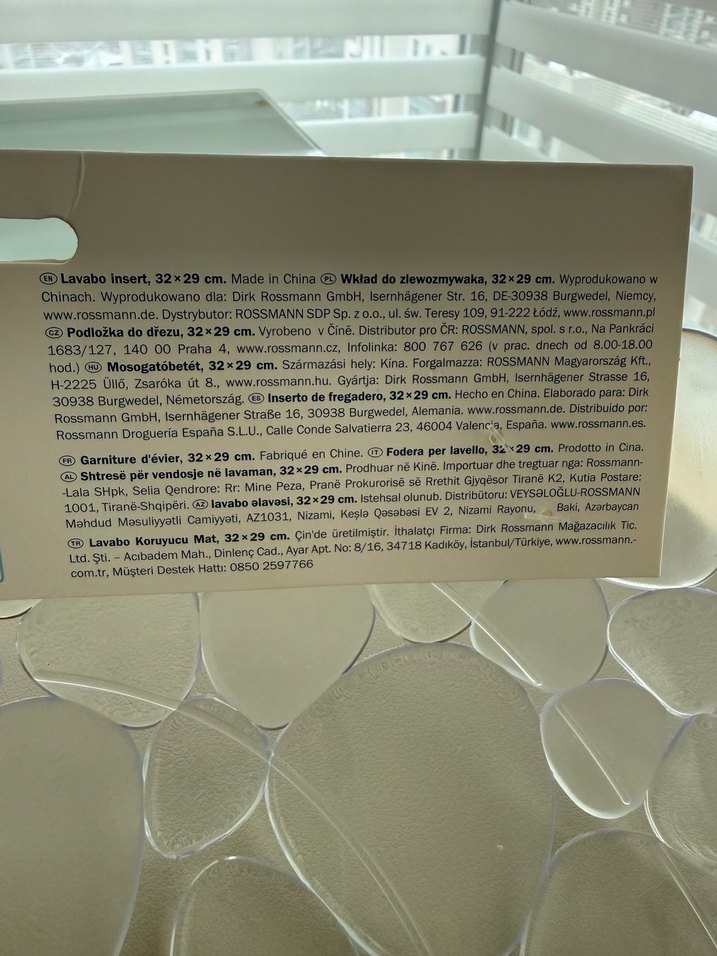 EN Lavabo insert, 32×29 cm. Made in China PL Wkład do zlewozmywaka, 32×29 cm. Wyprodukowano w
Chinach. Wyprodukowano dla: Dirk Rossmann GmbH, Isernhägener Str. 16, DE-30938 Burgwedel, Niemcy,
www.rossmann.de. Dystrybutor: ROSSMANN SDP Sp. z o.o., ul. św. Teresy 109, 91-222 Łódź, www.rossmann.pl
CZ Podložka do dřezu, 32×29 cm. Vyrobeno v Číně. Distributor pro ČR: ROSSMANN, spol. s r.o., Na Pankráci
1683/127, 140 00 Praha 4, www.rossmann.cz, Infolinka: 800 767 626 (v prac. dnech od 8.00-18.00
hod.) HU Mosogatóbetét, 32×29 cm. Származási hely: Kína. Forgalmazza: ROSSMANN Magyarország Kft.,
H-2225 Üllő, Zsaróka út 8., www.rossmann.hu. Gyártja: Dirk Rossmann GmbH, Isernhägener Strasse 16,
30938 Burgwedel, Németország. ES Inserto de fregadero, 32×29 cm. Hecho en China. Elaborado para: Dirk
Rossmann GmbH, Isernhägener Straße 16, 30938 Burgwedel, Alemania. www.rossmann.de. Distribuido por:
Rossmann Droguería España S.L.U., Calle Conde Salvatierra 23, 46004 Valencia, España. www.rossmann.es.
FR Garniture d'évier, 32×29 cm. Fabriqué en Chine. IT Fodera per lavello, 32×29 cm. Prodotto in Cina.
AL Shtresë për vendosje në lavaman, 32×29 cm. Prodhuar në Kinë. Importuar dhe tregtuar nga: Rossmann-
-Lala SHpk, Selia Qendrore: Rr: Mine Peza, Pranë Prokurorisë së Rrethit Gjyqësor Tiranë K2, Kutia Postare:
1001, Tiranë-Shqipëri. AZ lavabo əlavəsi, 32×29 cm. Istehsal olunub. Distribütoru: VEYSƏLOĞLU-ROSSMANN
Məhdud Məsuliyyətli Camiyyəti, AZ1031, Nizami, Keşlə Qəsəbəsi EV 2, Nizami Rayonu, Baki, Azərbaycan
TR Lavabo Koruyucu Mat, 32×29 cm. Çin'de üretilmiştir. İthalatçı Firma: Dirk Rossmann Mağazacılık Tic.
Ltd. Şti. – Acıbadem Mah., Dinlenç Cad., Ayar Apt. No: 8/16, 34718 Kadıköy, İstanbul/Türkiye, www.rossmann.-
com.tr, Müşteri Destek Hattı: 0850 2597766